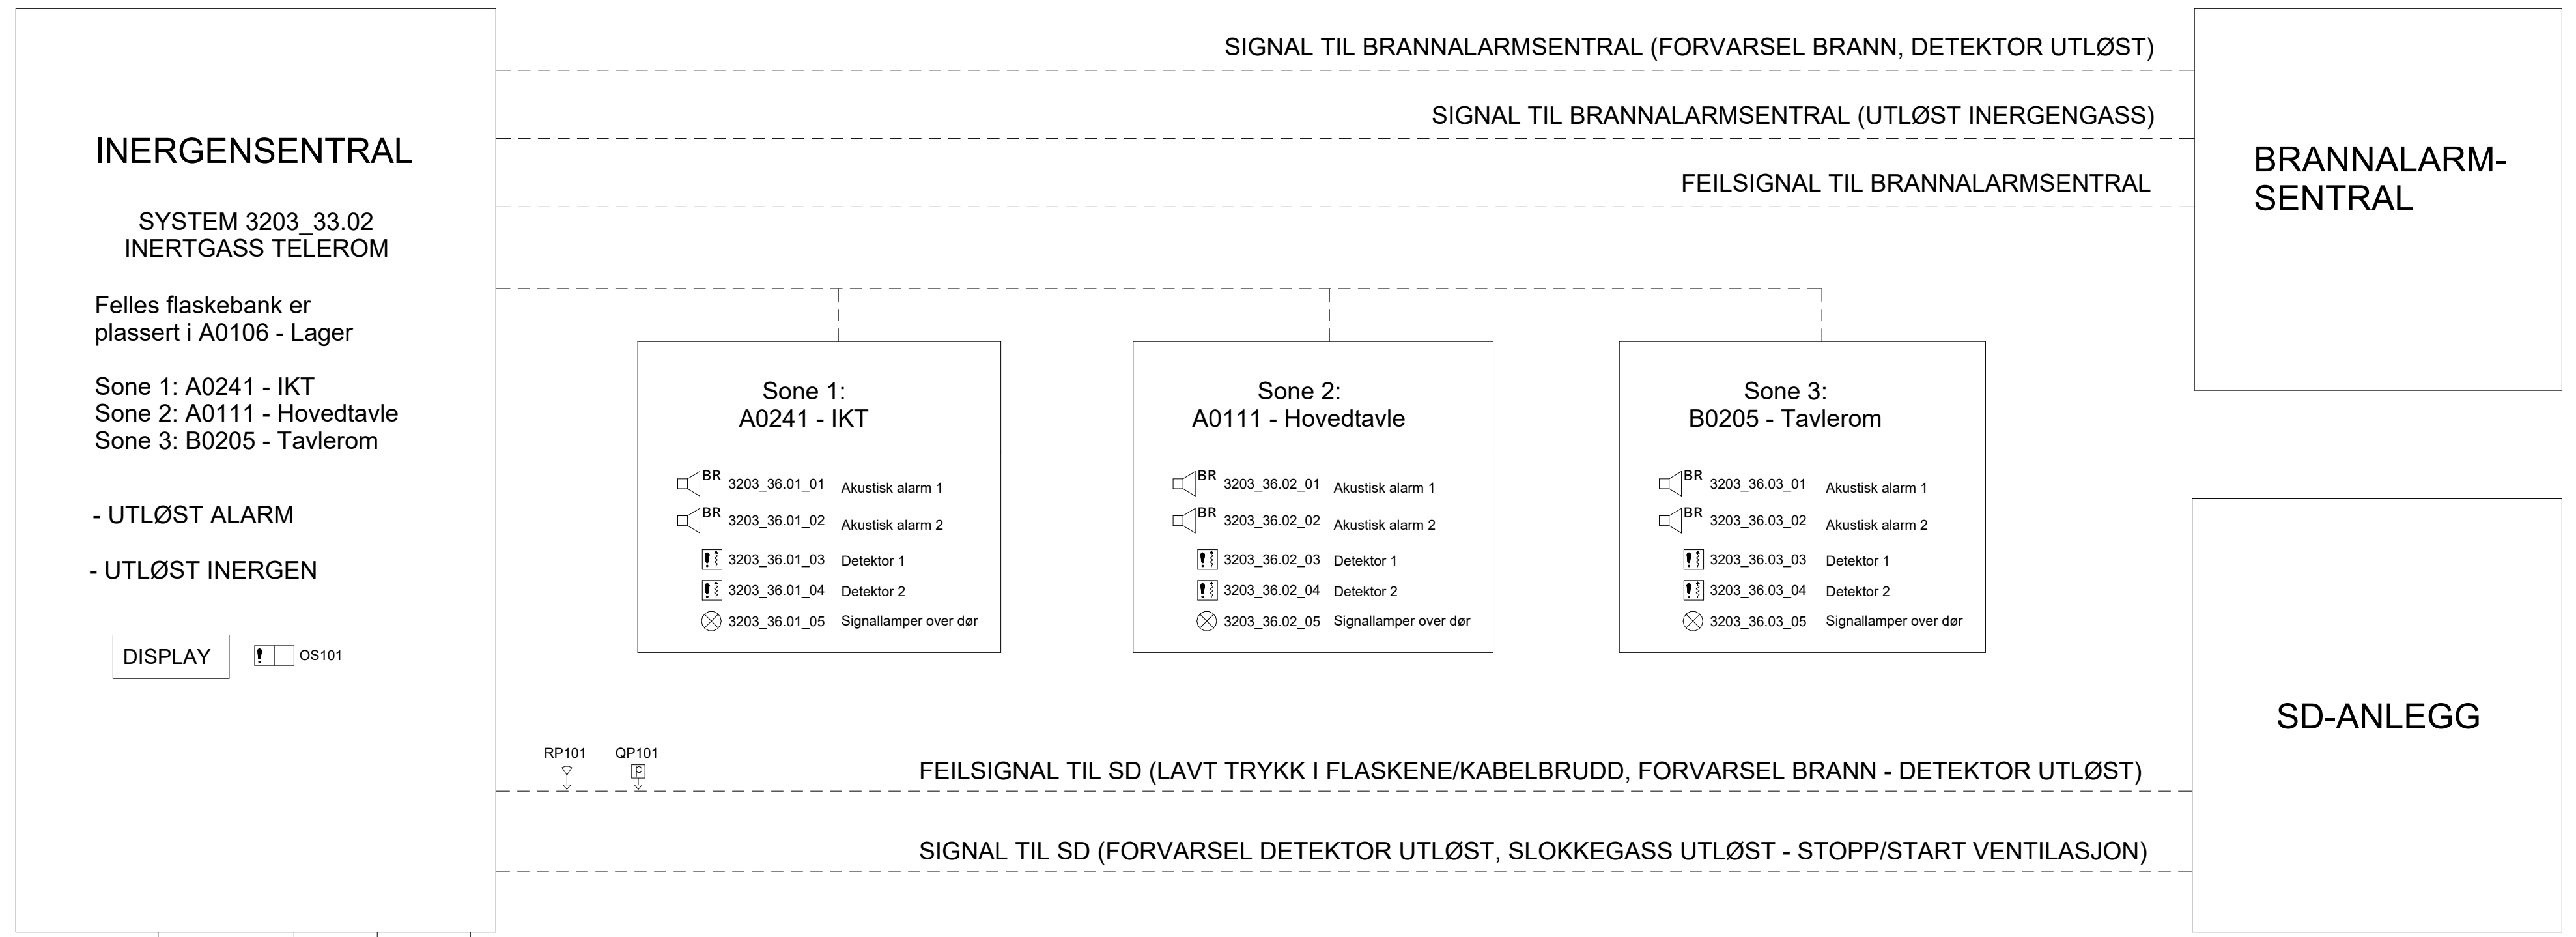 INERGENSENTRAL
SYSTEM 3203_33.02
INERTGASS TELEROM
Felles flaskebank er
plassert i A0106 - Lager
Sone 1: A0241 - IKT
Sone 2: A0111 - Hovedtavle
Sone 3: B0205 - Tavlerom
- UTLØST ALARM
- UTLØST INERGEN
DISPLAY
OS101
SIGNAL TIL BRANNALARMSENTRAL (FORVARSEL BRANN, DETEKTOR UTLØST)
SIGNAL TIL BRANNALARMSENTRAL (UTLØST INERGENGASS)
FEILSIGNAL TIL BRANNALARMSENTRAL
BRANNALARM-
SENTRAL
Sone 1:
A0241 - IKT
BR 3203_36.01_01 Akustisk alarm 1
BR 3203_36.01_02 Akustisk alarm 2
3203_36.01_03 Detektor 1
3203_36.01_04 Detektor 2
3203_36.01_05 Signallamper over dør
Sone 2:
A0111 - Hovedtavle
BR 3203_36.02_01 Akustisk alarm 1
BR 3203_36.02_02 Akustisk alarm 2
3203_36.02_03 Detektor 1
3203_36.02_04 Detektor 2
3203_36.02_05 Signallamper over dør
Sone 3:
B0205 - Tavlerom
BR 3203_36.03_01 Akustisk alarm 1
BR 3203_36.03_02 Akustisk alarm 2
3203_36.03_03 Detektor 1
3203_36.03_04 Detektor 2
3203_36.03_05 Signallamper over dør
RP101
QP101
P
FEILSIGNAL TIL SD (LAVT TRYKK I FLASKENE/KABELBRUDD, FORVARSEL BRANN - DETEKTOR UTLØST)
SIGNAL TIL SD (FORVARSEL DETEKTOR UTLØST, SLOKKEGASS UTLØST - STOPP/START VENTILASJON)
SD-ANLEGG